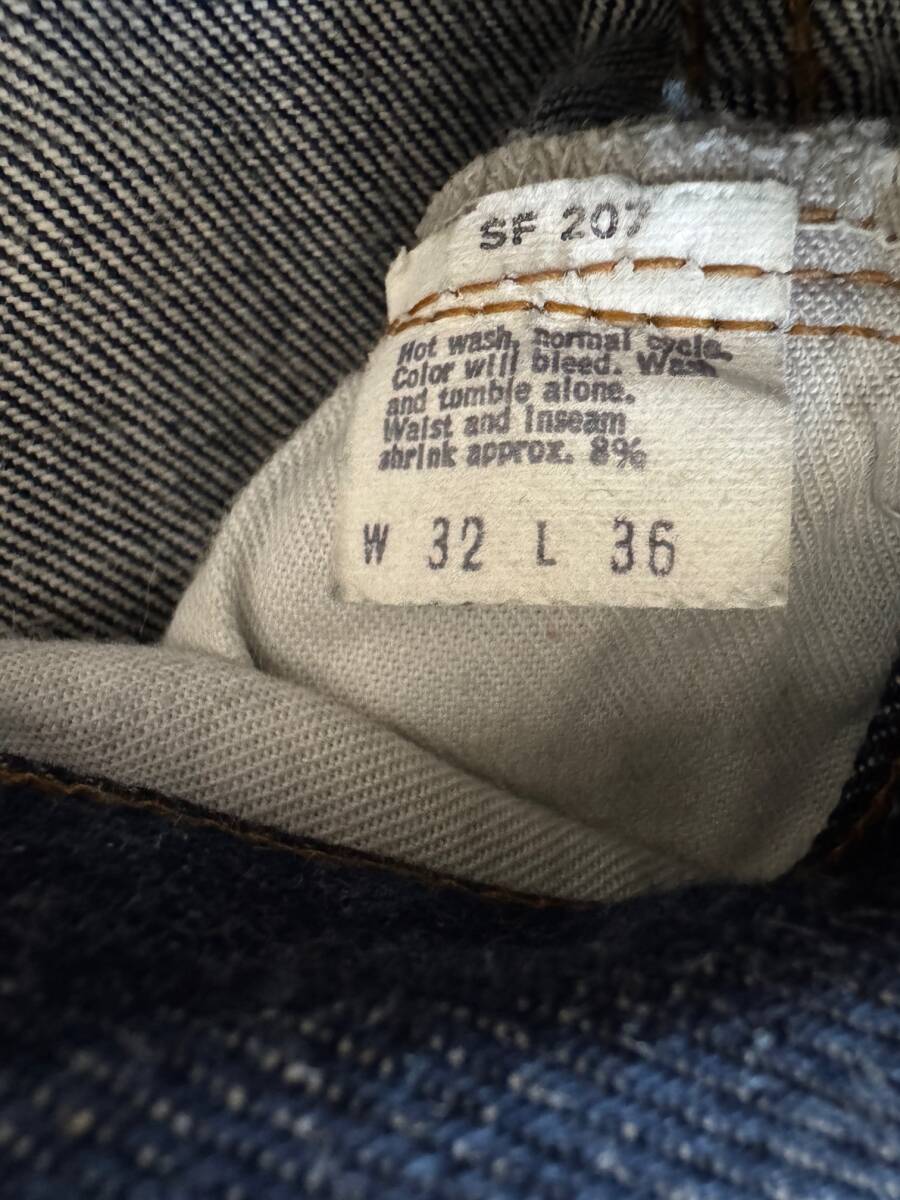 SF 207
Hot wash, normal cycle.
Color will bleed. Wash
and tumble alone.
Waist and Inseam
shrink approx. 8%
W 32 L 36